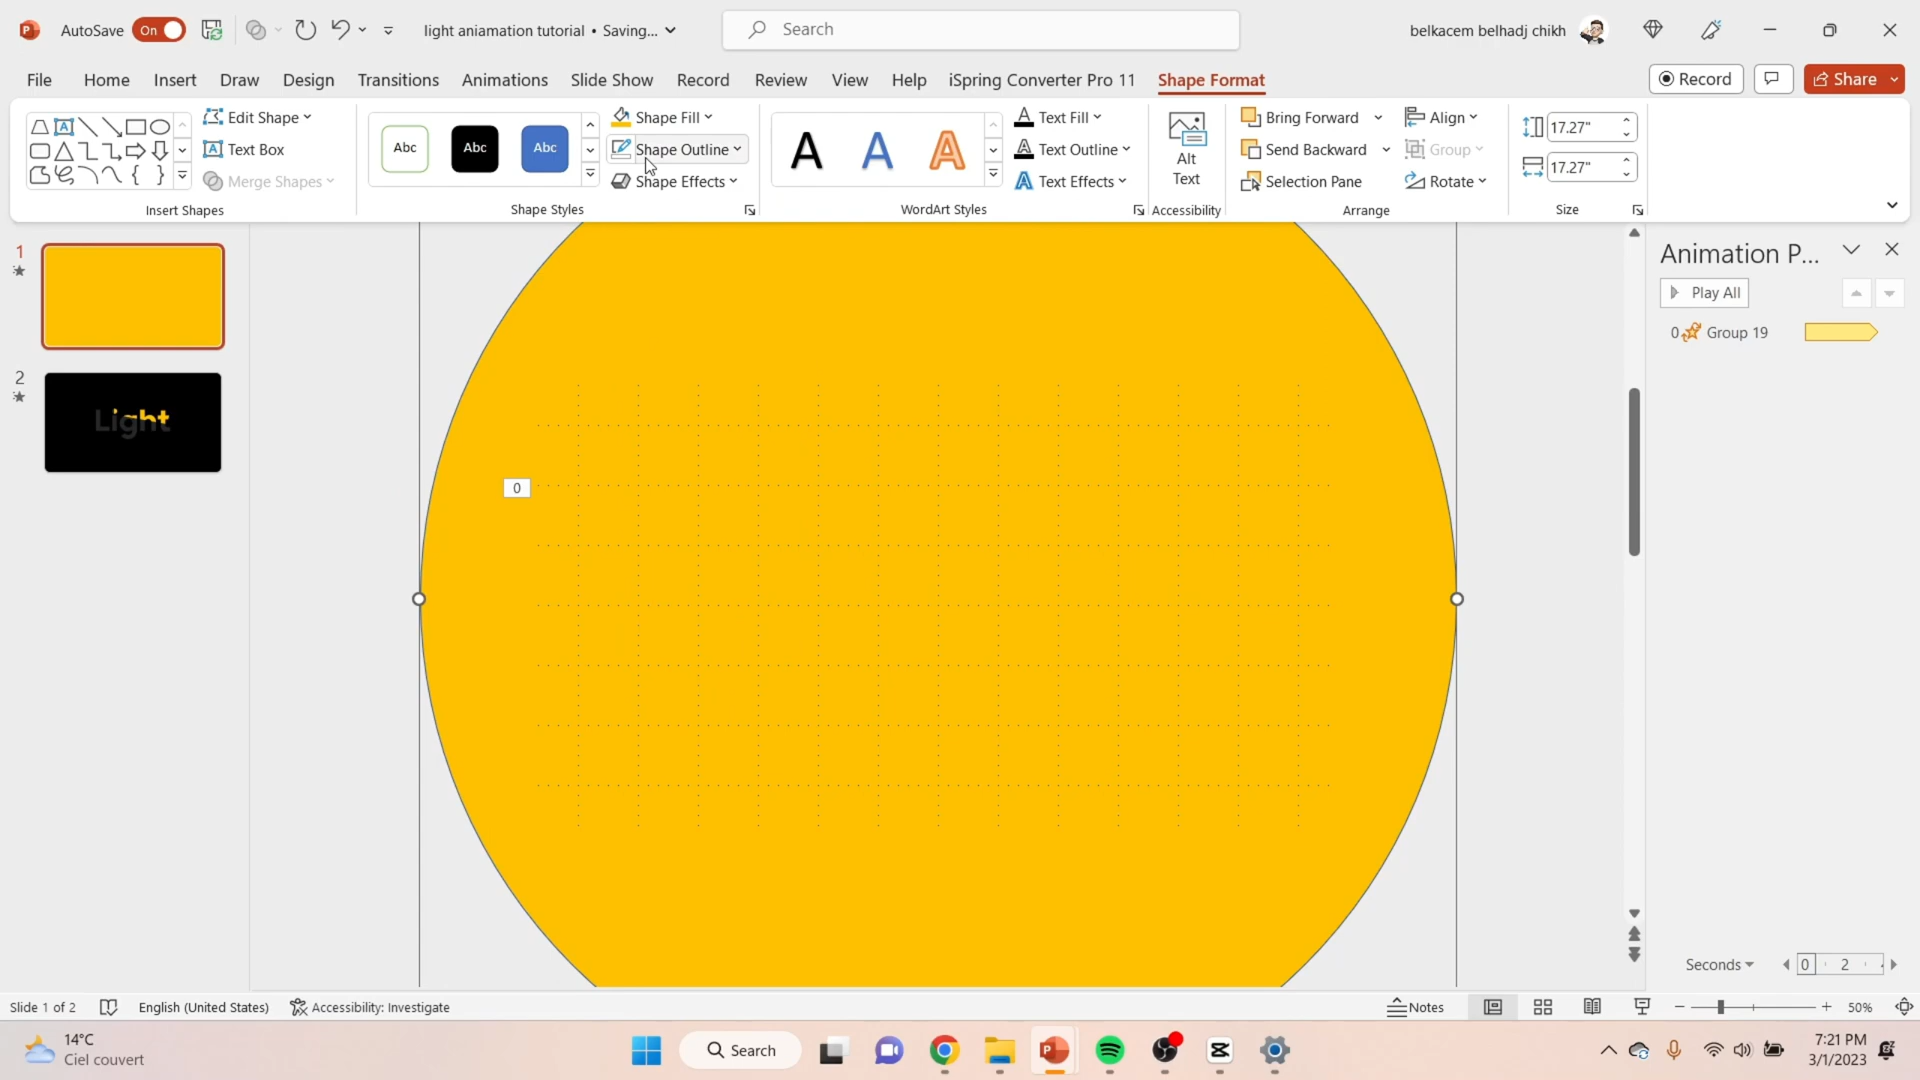 AutoSave On light aniamation tutorial • Saving... Search belkacem belhadj chikh
File Home Insert Draw Design Transitions Animations Slide Show Record Review View Help iSpring Converter Pro 11 Shape Format Record Share
Edit Shape Abc Abc Abc Shape Fill A A A Text Fill Bring Forward Align 17.27"
Text Box Shape Outline Text Outline Alt Text Send Backward Group
Merge Shapes Shape Effects Text Effects Selection Pane Rotate 17.27"
Insert Shapes Shape Styles WordArt Styles Accessibility Arrange Size
1
2
Light
0
Animation P...
Play All
0 Group 19
Seconds 0 2
Slide 1 of 2 English (United States) Accessibility: Investigate Notes 50%
14°C
Ciel couvert
Search
7:21 PM
3/1/2023